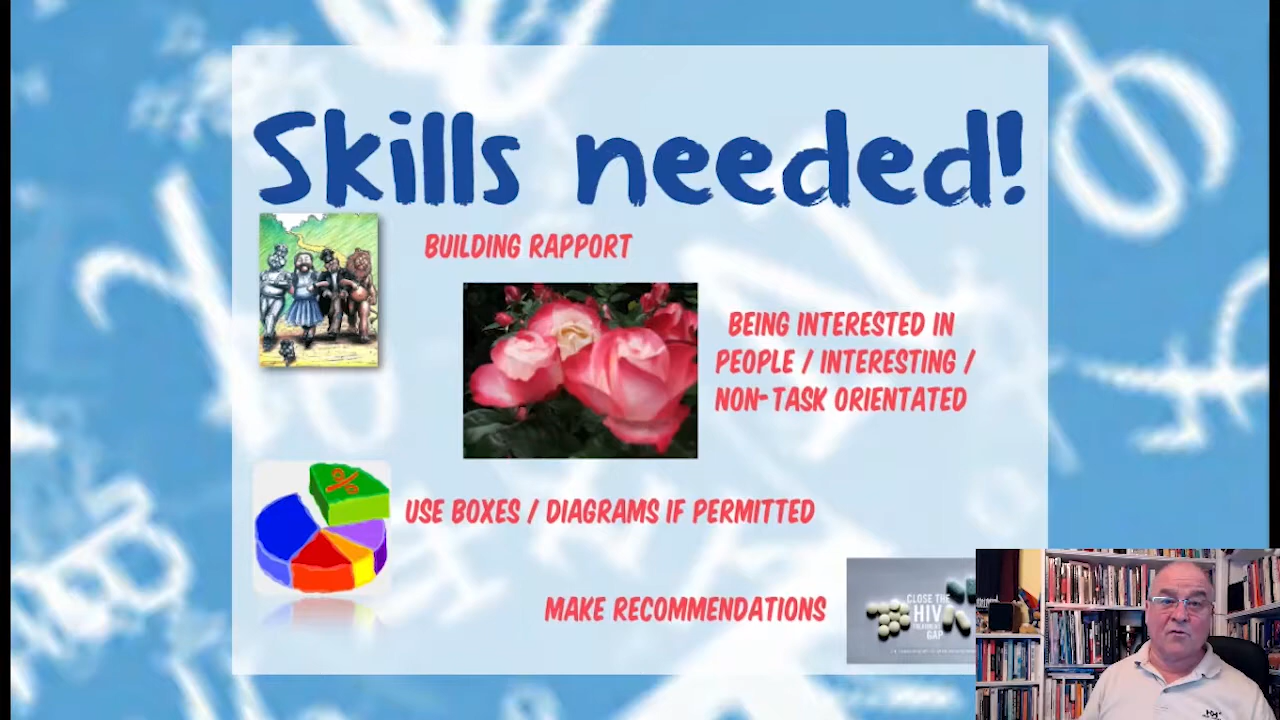 Skills needed!
BUILDING RAPPORT
BEING INTERESTED IN
PEOPLE / INTERESTING /
NON-TASK ORIENTATED
%
USE BOXES / DIAGRAMS IF PERMITTED
MAKE RECOMMENDATIONS
CLOSE THE
HIV
TREATMENT
GAP